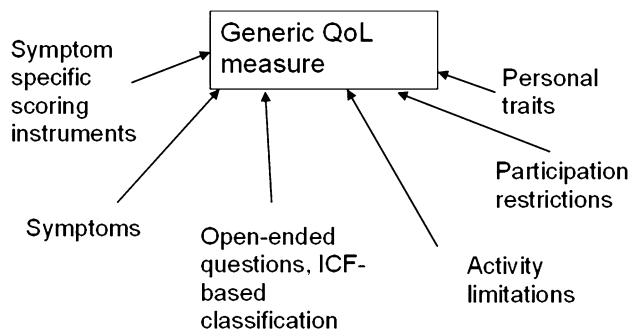 Generic QoL
measure
Symptom
specific
scoring
instruments
Personal
traits
Participation
restrictions
Symptoms
Open-ended
questions, ICF-
based
classification
Activity
limitations